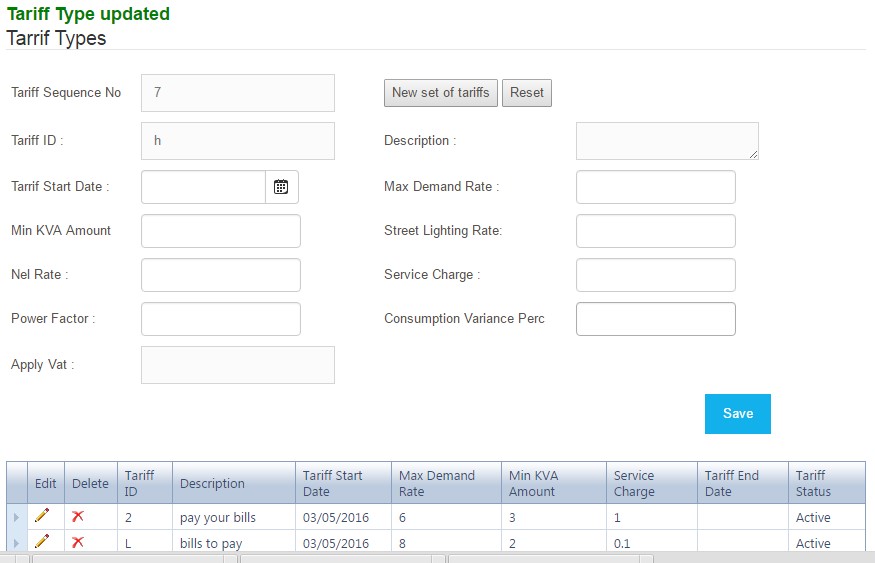 Tariff Type updated
Tarrif Types
Tariff Sequence No 7 New set of tariffs Reset
Tariff ID : h Description :
Tarrif Start Date : Max Demand Rate :
Min KVA Amount Street Lighting Rate:
Nel Rate : Service Charge :
Power Factor : Consumption Variance Perc
Apply Vat :
Save
Edit Delete Tariff ID Description Tariff Start Date Max Demand Rate Min KVA Amount Service Charge Tariff End Date Tariff Status
2 pay your bills 03/05/2016 6 3 1 Active
L bills to pay 03/05/2016 8 2 0.1 Active